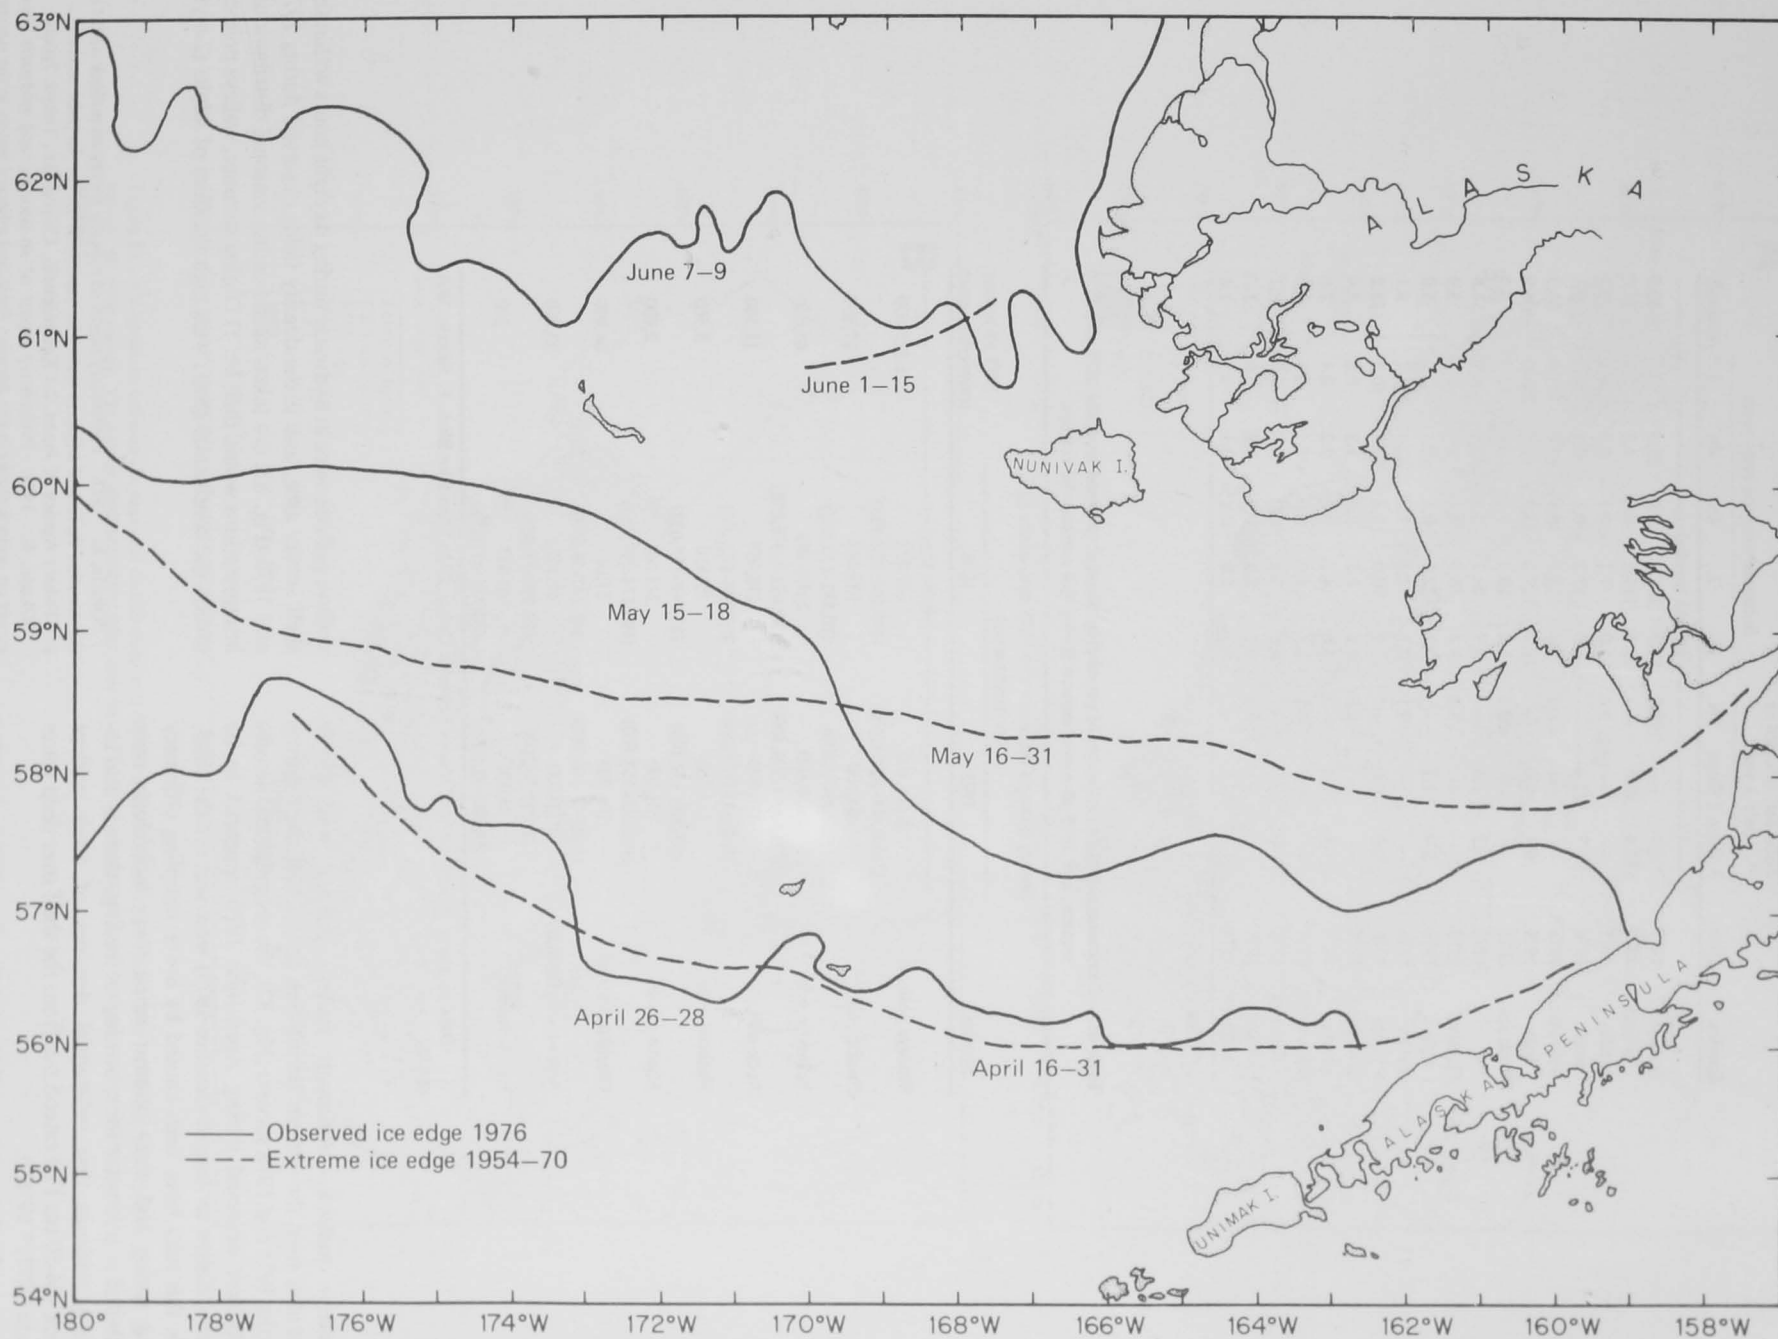 63°N
62°N
A L A S K A
June 7–9
61°N
June 1–15
NUNIVAK I.
60°N
59°N
May 15–18
May 16–31
58°N
57°N
April 26–28
56°N
April 16–31
ALASKA PENINSULA
Observed ice edge 1976
Extreme ice edge 1954–70
55°N
UNIMAK I.
54°N
180° 178°W 176°W 174°W 172°W 170°W 168°W 166°W 164°W 162°W 160°W 158°W